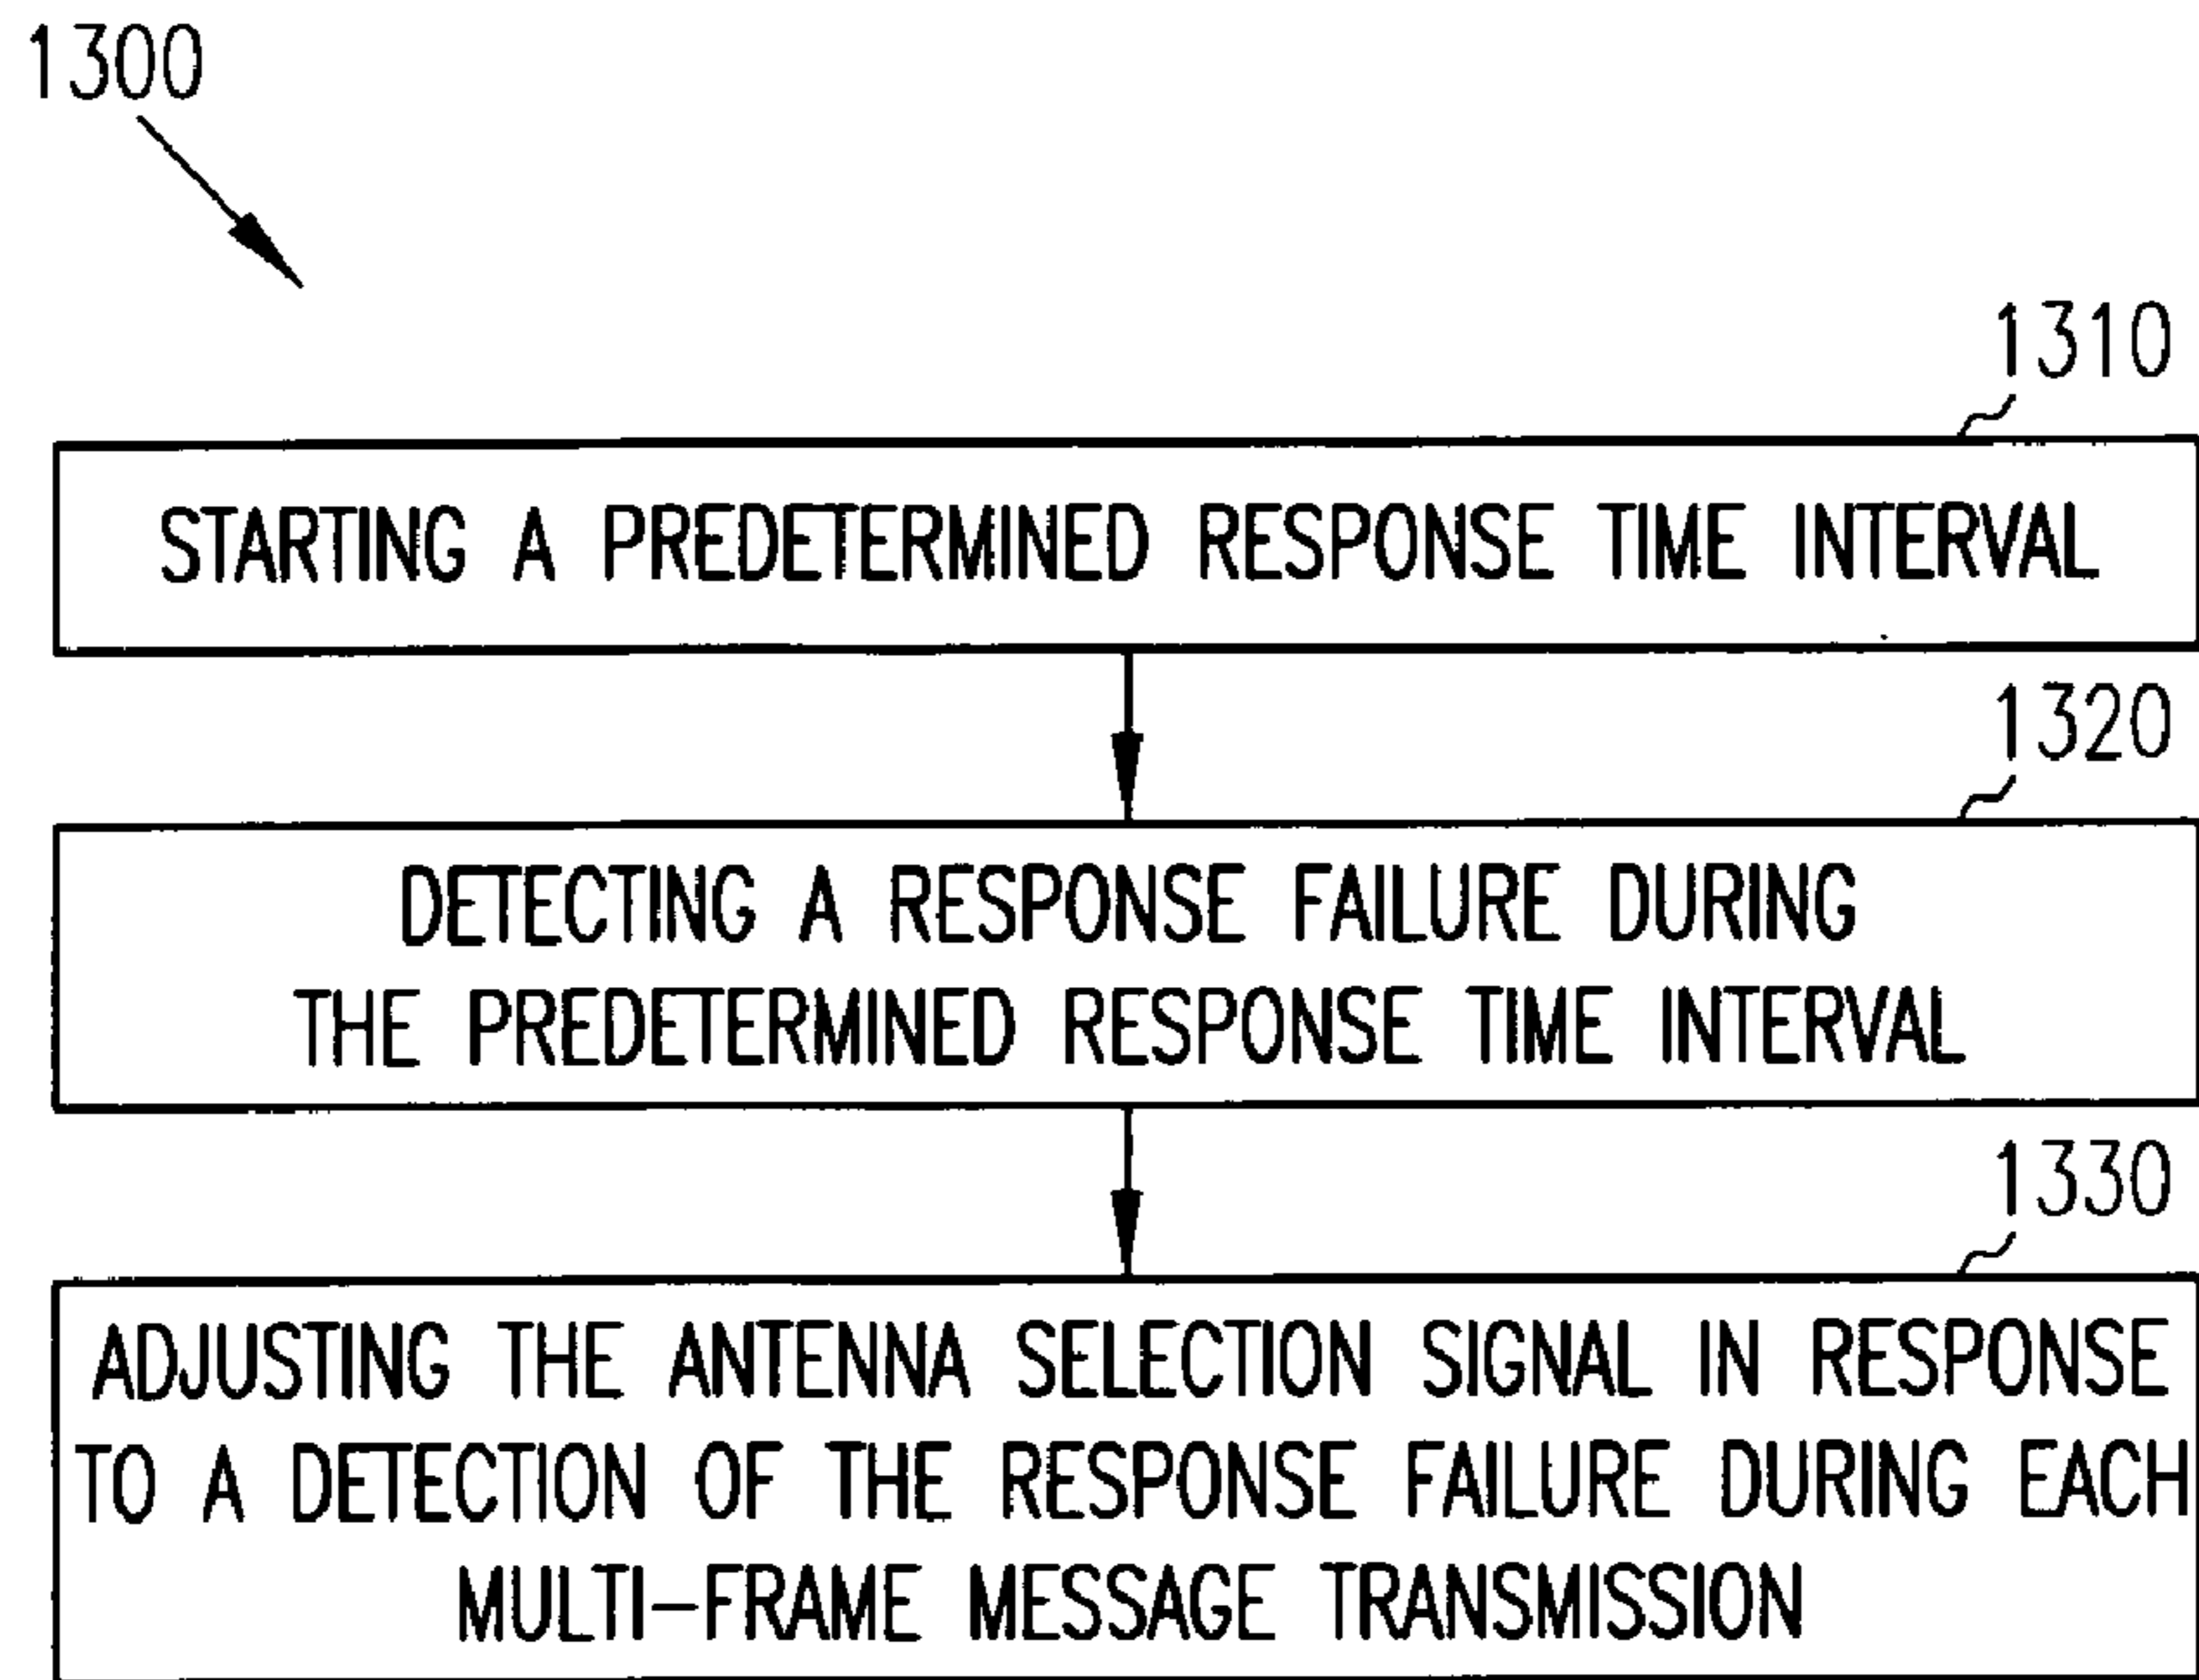 1300
1310
STARTING A PREDETERMINED RESPONSE TIME INTERVAL
1320
DETECTING A RESPONSE FAILURE DURING
THE PREDETERMINED RESPONSE TIME INTERVAL
1330
ADJUSTING THE ANTENNA SELECTION SIGNAL IN RESPONSE
TO A DETECTION OF THE RESPONSE FAILURE DURING EACH
MULTI-FRAME MESSAGE TRANSMISSION